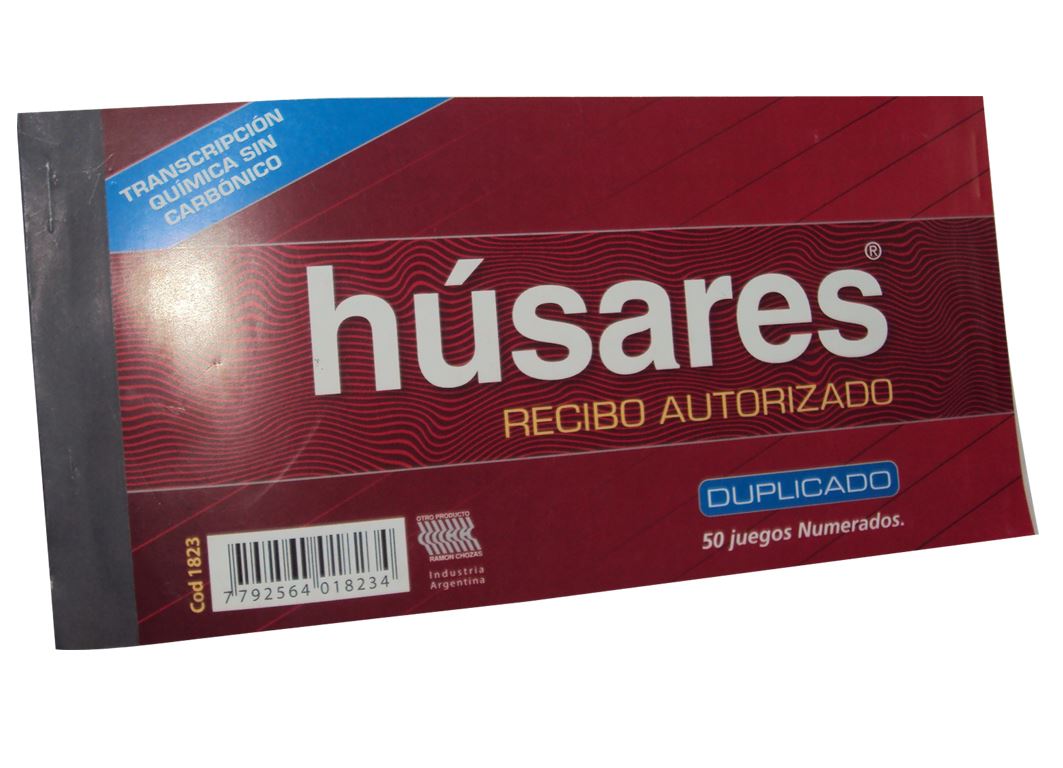 TRANSCRIPCIÓN
QUÍMICA SIN
CARBÓNICO
húsares®
RECIBO AUTORIZADO
DUPLICADO
50 juegos Numerados.
Cod 1823
7 792564 018234
OTRO PRODUCTO
RAMON CHOZAS
Industria
Argentina